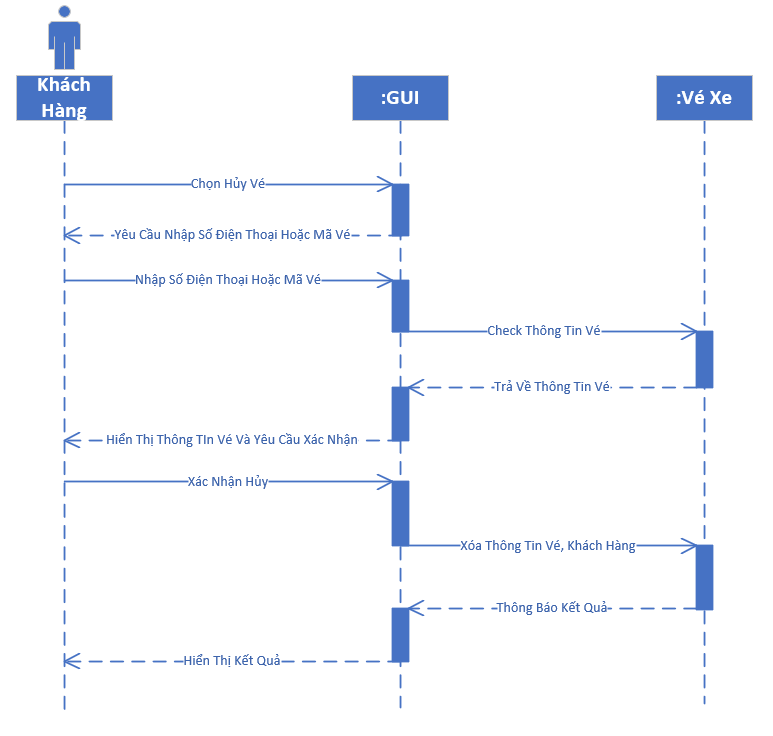 Khách
Hàng
:GUI
:Vé Xe
Chọn Hủy Vé
Yêu Cầu Nhập Số Điện Thoại Hoặc Mã Vé
Nhập Số Điện Thoại Hoặc Mã Vé
Check Thông Tin Vé
Trả Về Thông Tin Vé
Hiển Thị Thông TIn Vé Và Yêu Cầu Xác Nhận
Xác Nhận Hủy
Xóa Thông Tin Vé, Khách Hàng
Thông Báo Kết Quả
Hiển Thị Kết Quả